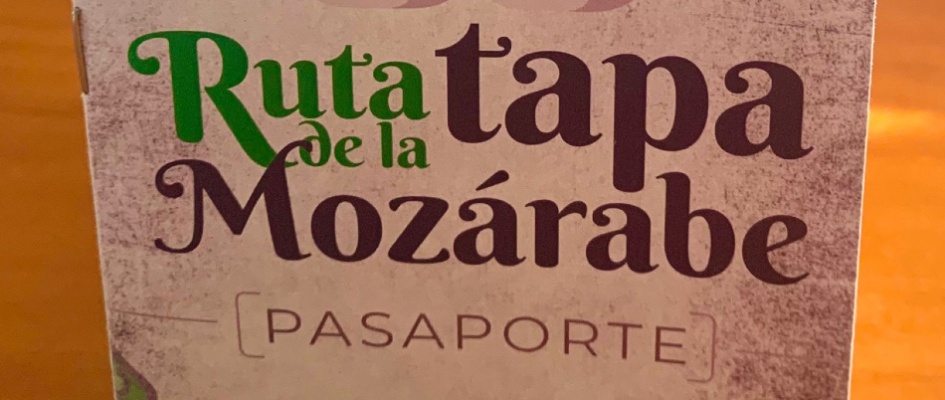 Ruta tapa
de la
Mozárabe
[PASAPORTE]